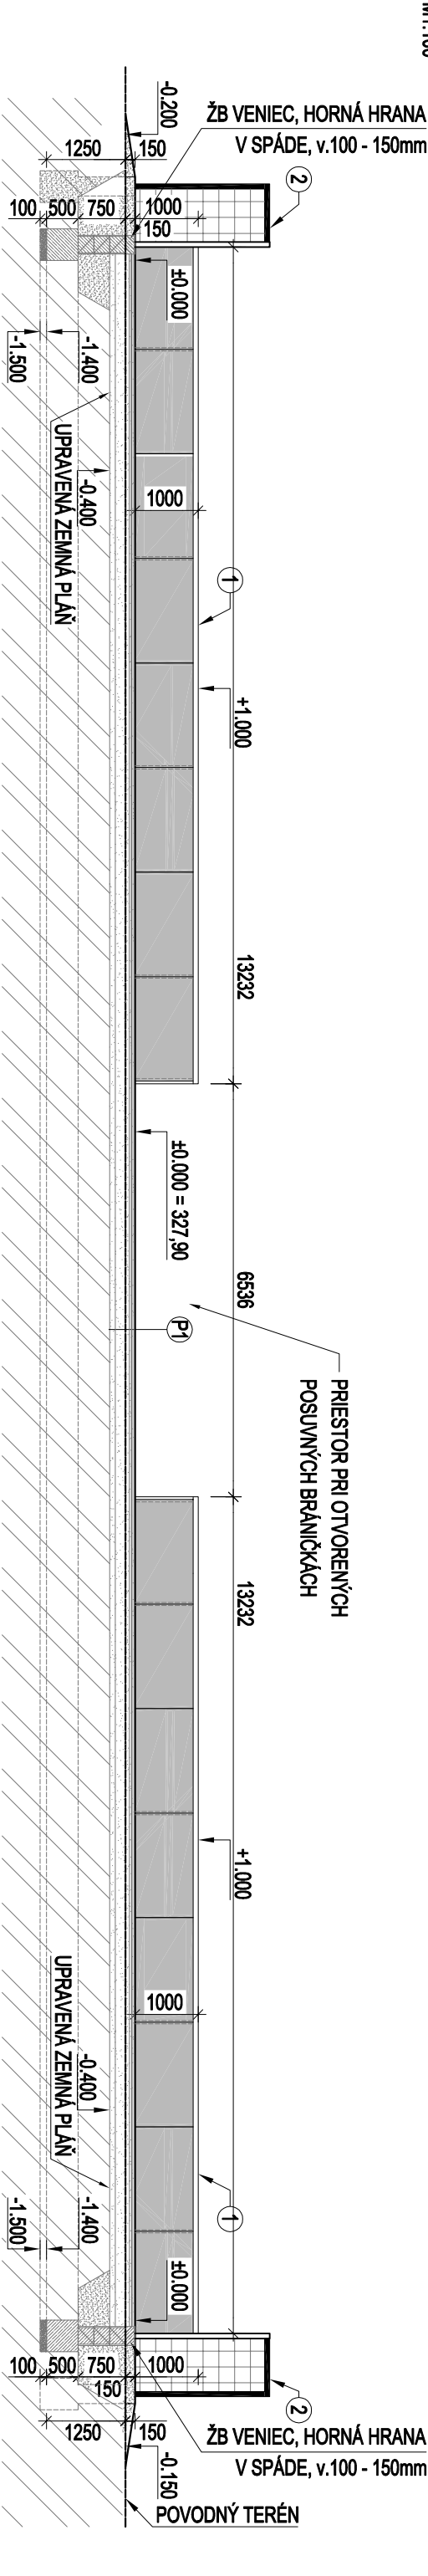 M1:100
ŽB VENIEC, HORNÁ HRANA
V SPÁDE, v.100 - 150mm
-0.200
1250
150
2
100
500
750
1000
150
±0.000
-1.400
-1.500
UPRAVENÁ ZEMNÁ PLÁŇ
-0.400
1000
1
+1.000
13232
±0.000 = 327,90
6536
P1
PRIESTOR PRI OTVORENÝCH
POSUVNÝCH BRÁNIČKÁCH
13232
+1.000
1000
UPRAVENÁ ZEMNÁ PLÁŇ
-0.400
1
-1.400
-1.500
±0.000
100
500
750
1000
150
2
1250
150
ŽB VENIEC, HORNÁ HRANA
V SPÁDE, v.100 - 150mm
-0.150
POVODNÝ TERÉN